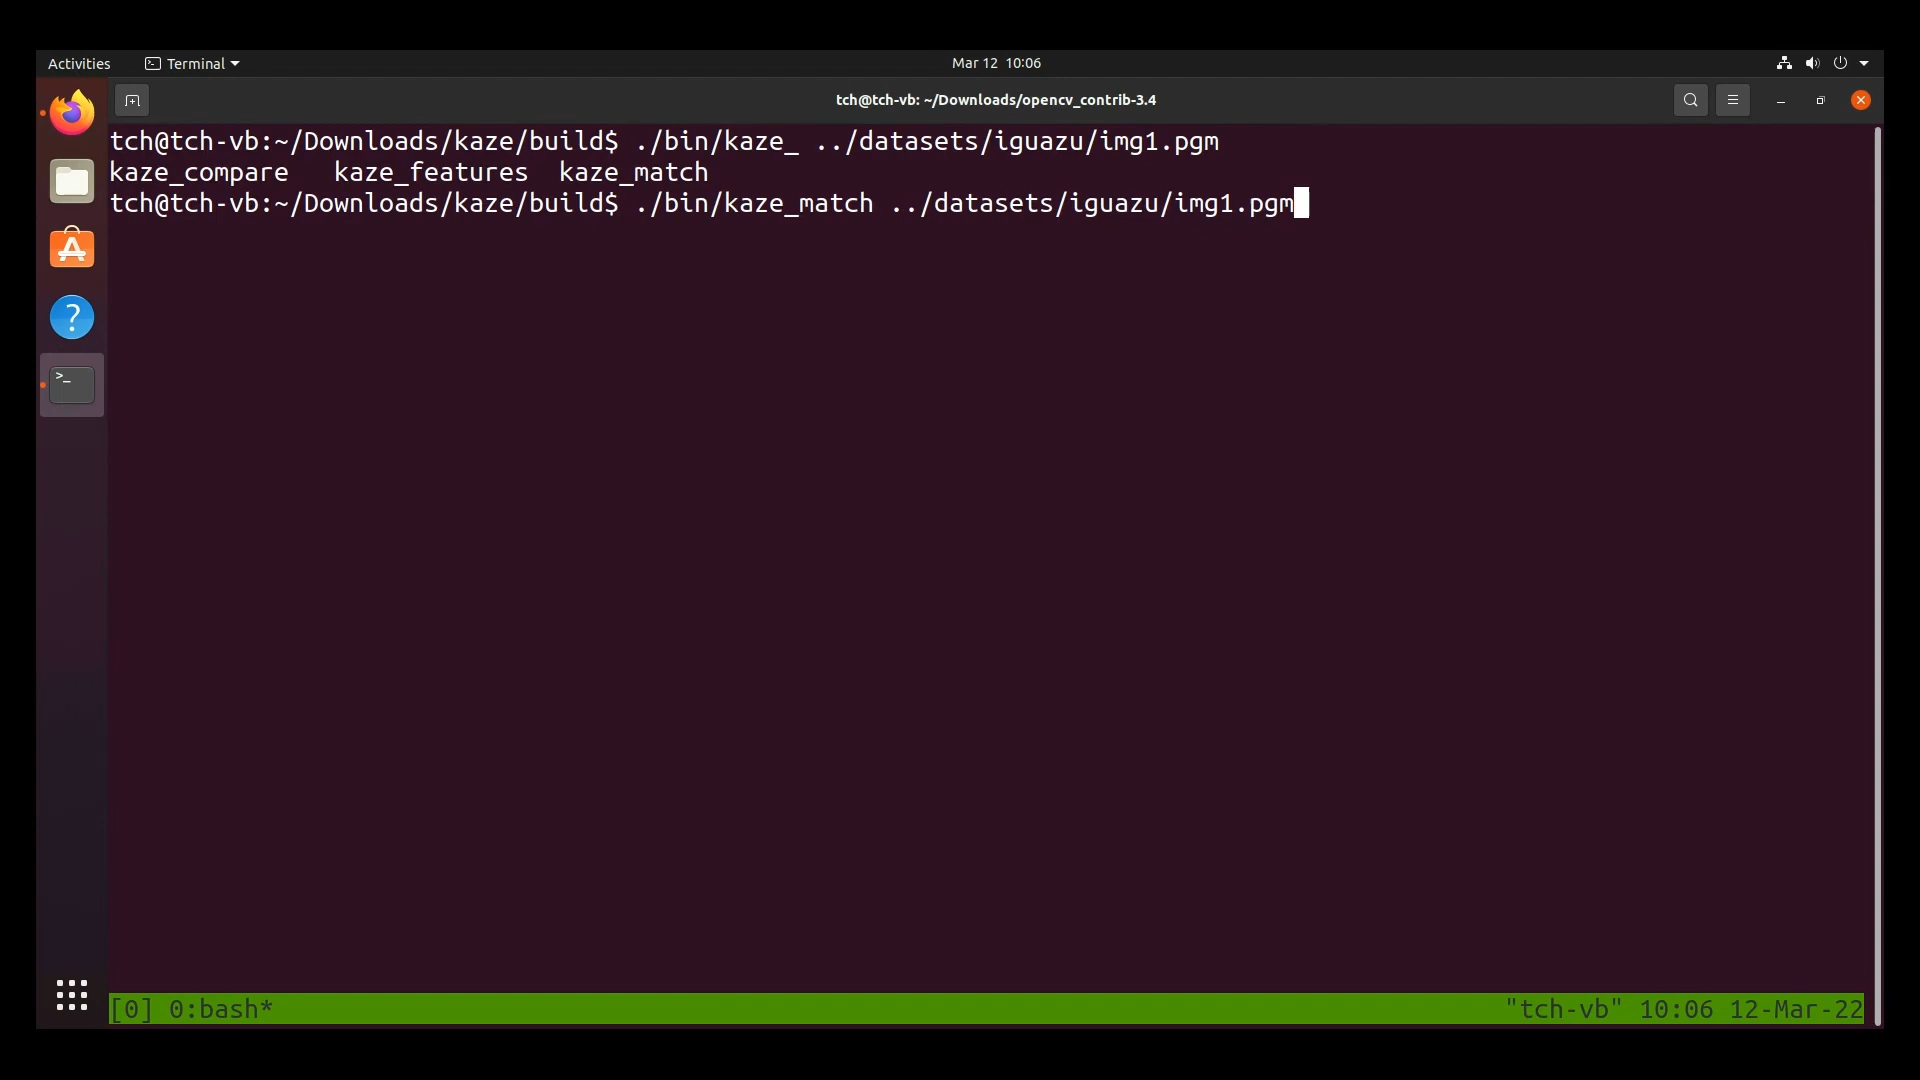 Activities Terminal Mar 12 10:06
tch@tch-vb: ~/Downloads/opencv_contrib-3.4
tch@tch-vb:~/Downloads/kaze/build$ ./bin/kaze_ ../datasets/iguazu/img1.pgm
kaze_compare kaze_features kaze_match
tch@tch-vb:~/Downloads/kaze/build$ ./bin/kaze_match ../datasets/iguazu/img1.pgm
[0] 0:bash* "tch-vb" 10:06 12-Mar-22